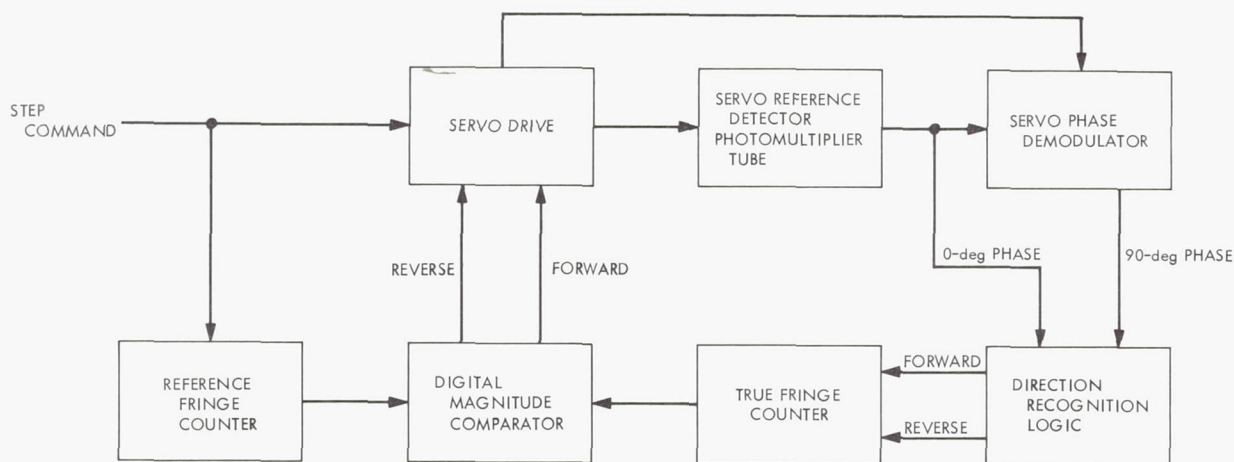 STEP
COMMAND
SERVO DRIVE
SERVO REFERENCE
DETECTOR
PHOTOMULTIPLIER
TUBE
SERVO PHASE
DEMODULATOR
REVERSE
FORWARD
0-deg PHASE
90-deg PHASE
REFERENCE
FRINGE
COUNTER
DIGITAL
MAGNITUDE
COMPARATOR
TRUE FRINGE
COUNTER
FORWARD
REVERSE
DIRECTION
RECOGNITION
LOGIC